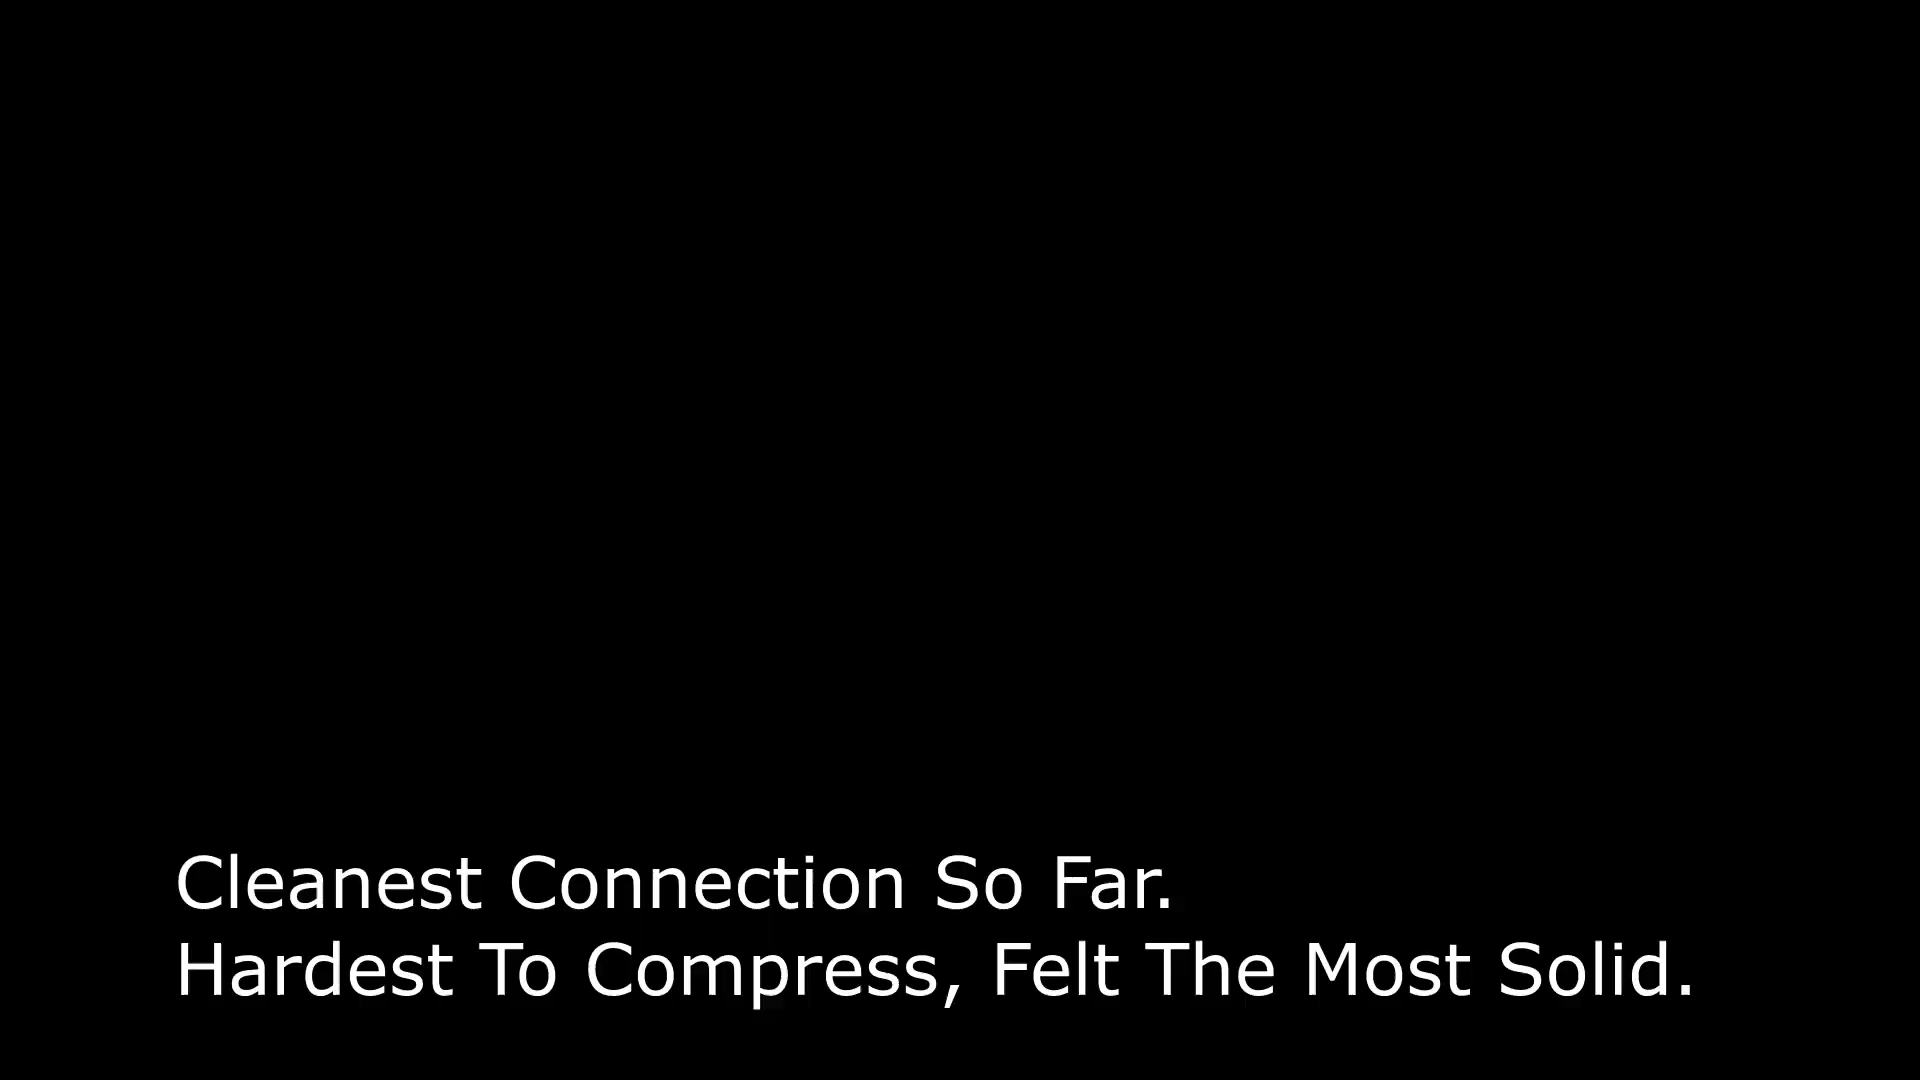 Cleanest Connection So Far.
Hardest To Compress, Felt The Most Solid.